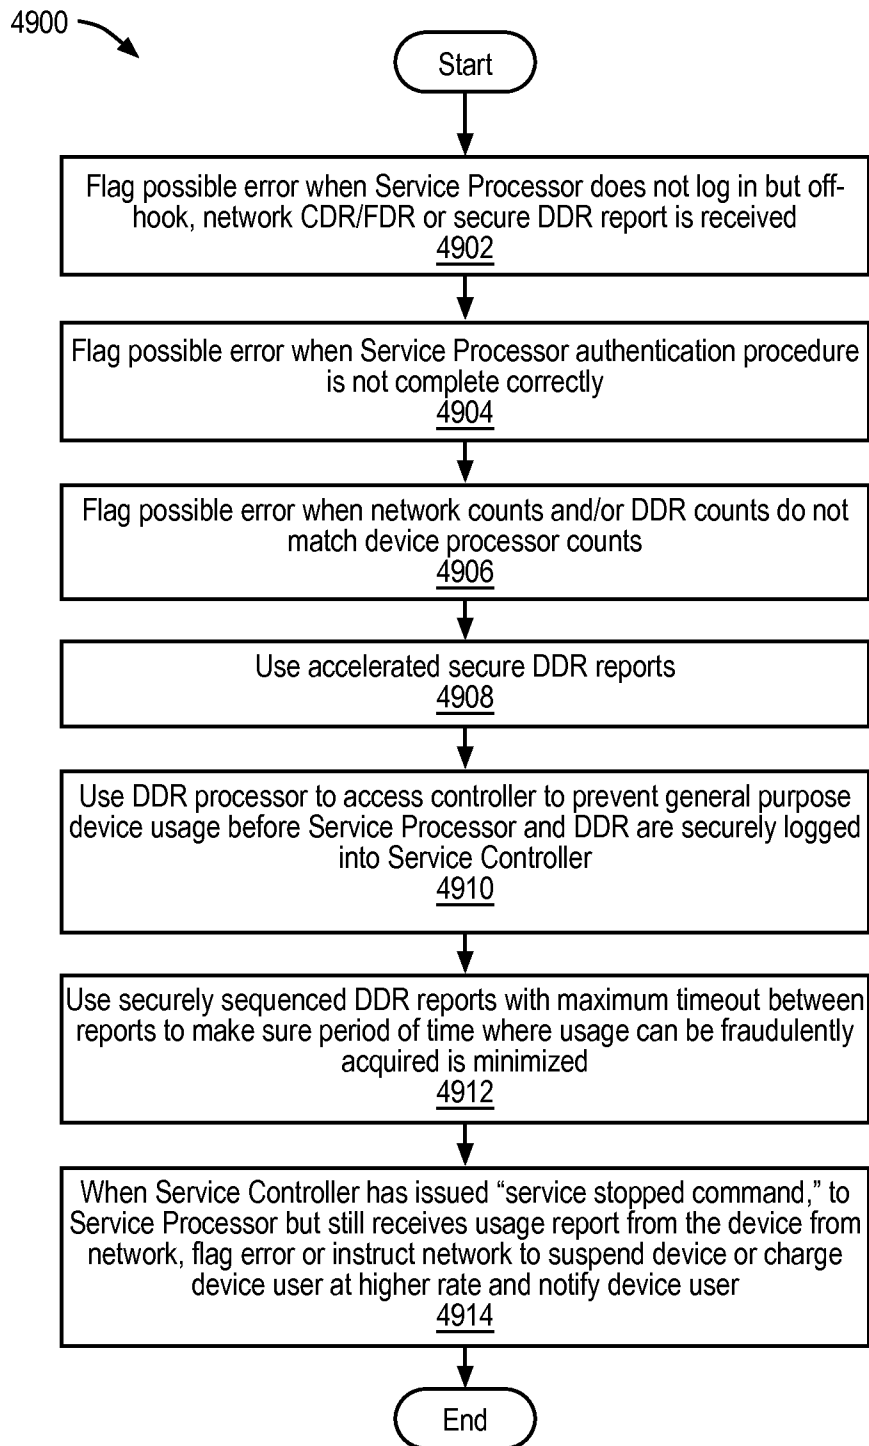 4900
Start
Flag possible error when Service Processor does not log in but off-
hook, network CDR/FDR or secure DDR report is received
4902
Flag possible error when Service Processor authentication procedure
is not complete correctly
4904
Flag possible error when network counts and/or DDR counts do not
match device processor counts
4906
Use accelerated secure DDR reports
4908
Use DDR processor to access controller to prevent general purpose
device usage before Service Processor and DDR are securely logged
into Service Controller
4910
Use securely sequenced DDR reports with maximum timeout between
reports to make sure period of time where usage can be fraudulently
acquired is minimized
4912
When Service Controller has issued “service stopped command,” to
Service Processor but still receives usage report from the device from
network, flag error or instruct network to suspend device or charge
device user at higher rate and notify device user
4914
End